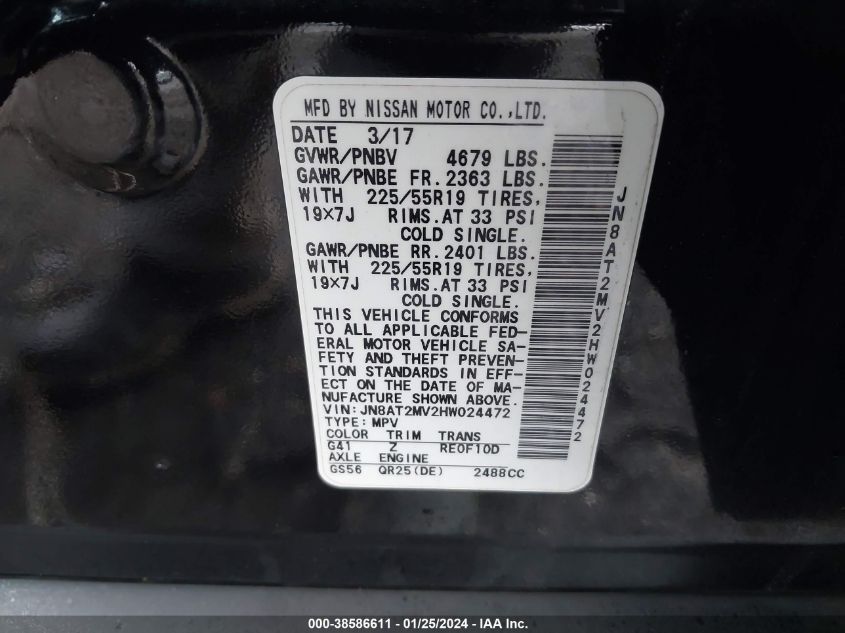 MFD BY NISSAN MOTOR CO.,LTD.
DATE 3/17
GVWR/PNBV 4679 LBS.
GAWR/PNBE FR. 2363 LBS.
WITH 225/55R19 TIRES,
19×7J RIMS.AT 33 PSI
COLD SINGLE.
GAWR/PNBE RR. 2401 LBS.
WITH 225/55R19 TIRES,
19×7J RIMS.AT 33 PSI
COLD SINGLE.
THIS VEHICLE CONFORMS
TO ALL APPLICABLE FED-
ERAL MOTOR VEHICLE SA-
FETY AND THEFT PREVEN-
TION STANDARDS IN EFF-
ECT ON THE DATE OF MA-
NUFACTURE SHOWN ABOVE.
VIN:JN8AT2MV2HW024472
TYPE:MPV
COLOR TRIM TRANS
G41 Z RE0F10D
AXLE ENGINE
GS56 QR25(DE) 2488CC
JN8AT2MV2HW024472
000-38586611 - 01/25/2024 - IAA Inc.